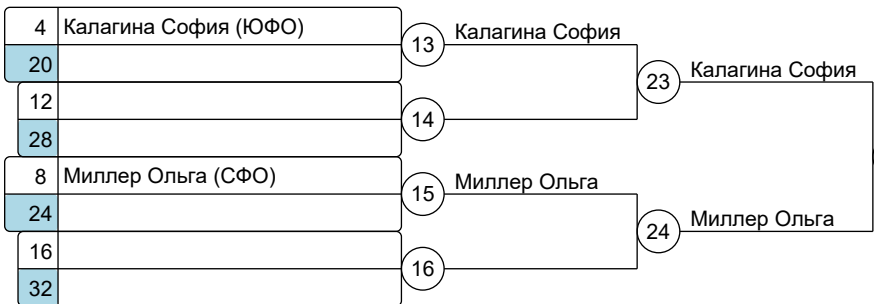 4 Калагина София (ЮФО)
13 Калагина София
20
23 Калагина София
12
14
28
8 Миллер Ольга (СФО)
15 Миллер Ольга
24
24 Миллер Ольга
16
16
32